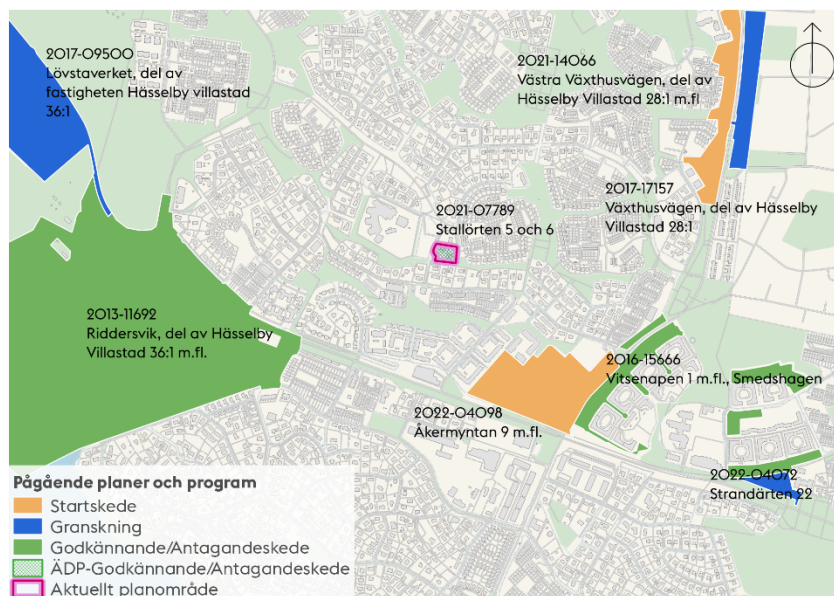 2017-09500
Lövstaverket, del av
fastigheten Hässelby villastad
36:1
2021-14066
Västra Växthusvägen, del av
Hässelby Villastad 28:1 m.fl
2017-17157
Växthusvägen, del av Hässelby
Villastad 28:1
2021-07789
Stallörten 5 och 6
2013-11692
Riddersvik, del av Hässelby
Villastad 36:1 m.fl.
2016-15666
Vitsenapen 1 m.fl., Smedshagen
2022-04098
Åkermyntan 9 m.fl.
2022-04072
Strandärten 22
Pågående planer och program
Startskede
Granskning
Godkännande/Antagandeskede
ÄDP-Godkännande/Antagandeskede
Aktuellt planområde